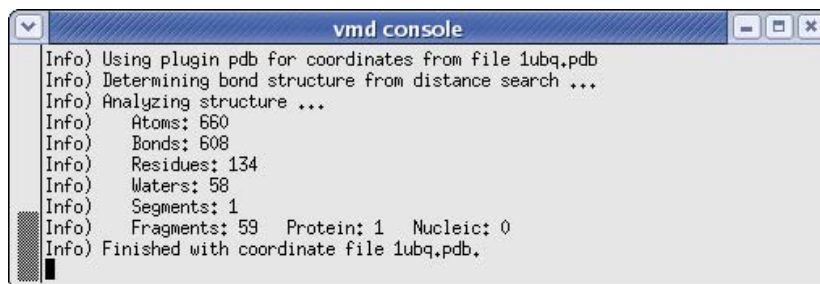 vmd console
Info) Using plugin pdb for coordinates from file 1ubq.pdb
Info) Determining bond structure from distance search ...
Info) Analyzing structure ...
Info)    Atoms: 660
Info)    Bonds: 608
Info)    Residues: 134
Info)    Waters: 58
Info)    Segments: 1
Info)    Fragments: 59   Protein: 1   Nucleic: 0
Info) Finished with coordinate file 1ubq.pdb.